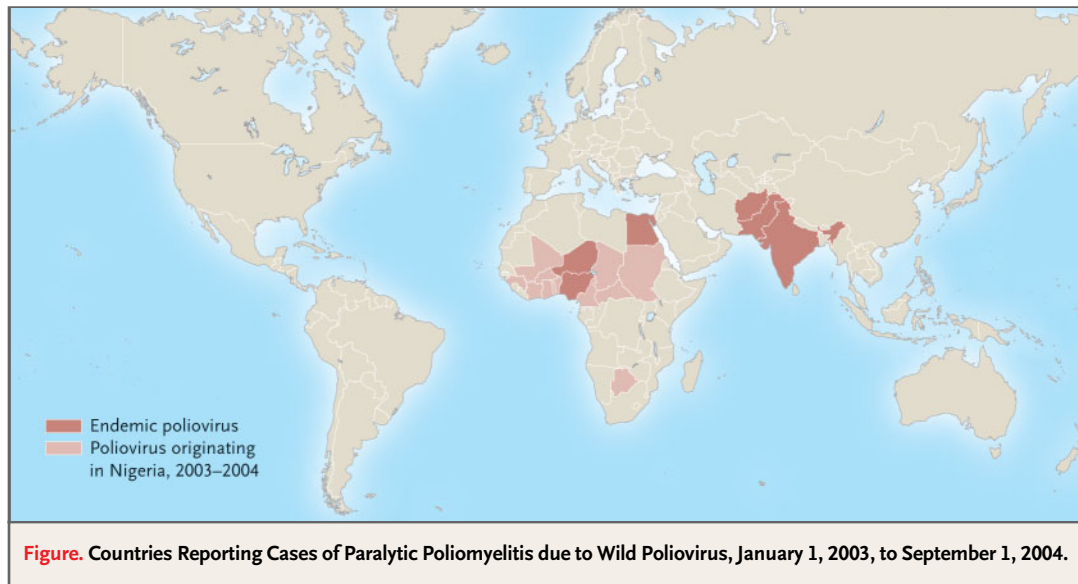 Endemic poliovirus
Poliovirus originating
in Nigeria, 2003–2004
Figure. Countries Reporting Cases of Paralytic Poliomyelitis due to Wild Poliovirus, January 1, 2003, to September 1, 2004.